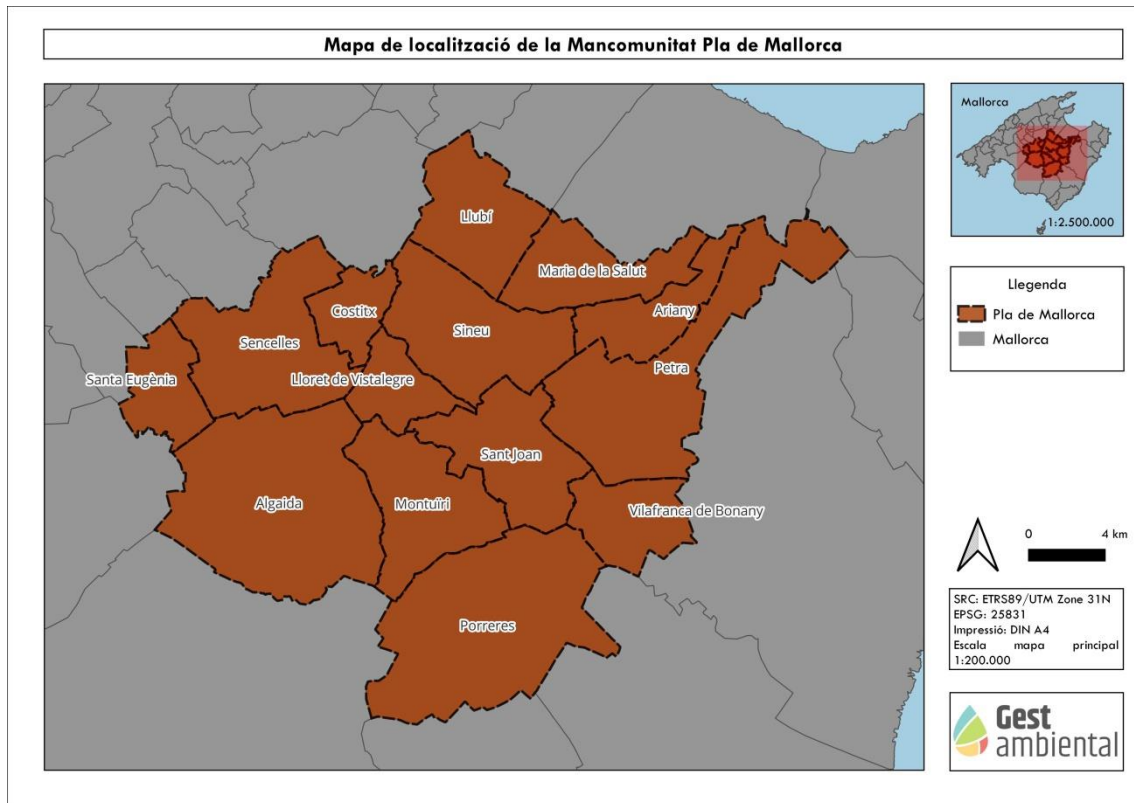 Mapa de localització de la Mancomunitat Pla de Mallorca
Llubí
Maria de la Salut
Costitx
Ariany
Sineu
Sencelles
Petra
Santa Eugènia
Lloret de Vistalegre
Sant Joan
Algaida
Montuïri
Vilafranca de Bonany
Porreres
Mallorca
1:2.500.000
Llegenda
Pla de Mallorca
Mallorca
0 4 km
SRC: ETRS89/UTM Zone 31N
EPSG: 25831
Impressió: DIN A4
Escala mapa principal
1:200.000
Gest
ambiental